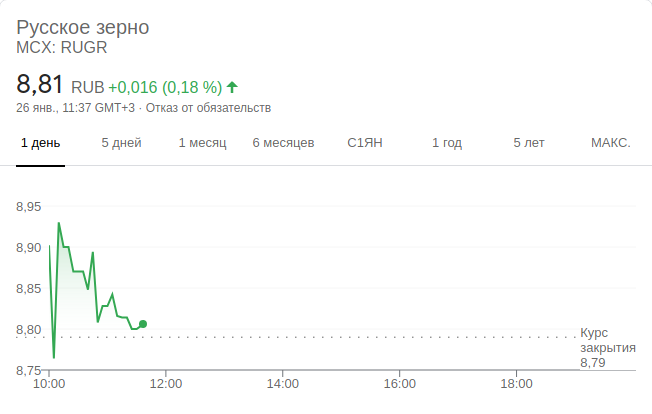 Русское зерно
MCX: RUGR
8,81 RUB +0,016 (0,18 %)
26 янв., 11:37 GMT+3 · Отказ от обязательств
1 день 5 дней 1 месяц 6 месяцев С1ЯН 1 год 5 лет МАКС.
8,95
8,90
8,85
8,80
8,75
Курс
закрытия
8,79
10:00 12:00 14:00 16:00 18:00